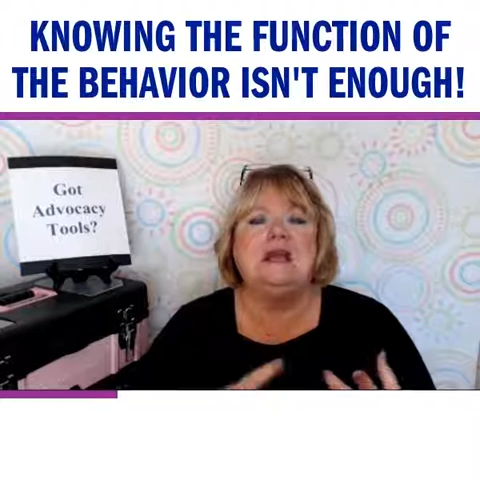 KNOWING THE FUNCTION OF
THE BEHAVIOR ISN'T ENOUGH!
Got
Advocacy
Tools?